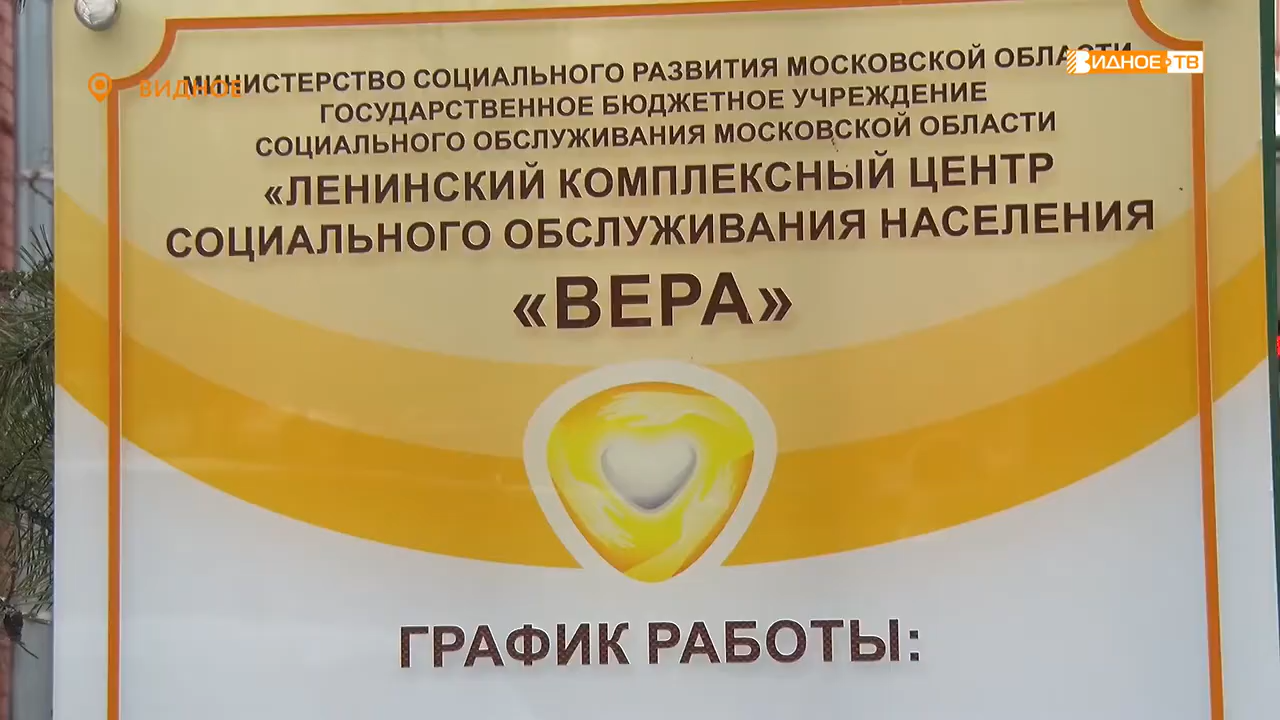 МИНИСТЕРСТВО СОЦИАЛЬНОГО РАЗВИТИЯ МОСКОВСКОЙ ОБЛАСТИ
ВИДНОЕ-ТВ
ВИДНОЕ
ГОСУДАРСТВЕННОЕ БЮДЖЕТНОЕ УЧРЕЖДЕНИЕ
СОЦИАЛЬНОГО ОБСЛУЖИВАНИЯ МОСКОВСКОЙ ОБЛАСТИ
«ЛЕНИНСКИЙ КОМПЛЕКСНЫЙ ЦЕНТР
СОЦИАЛЬНОГО ОБСЛУЖИВАНИЯ НАСЕЛЕНИЯ
«ВЕРА»
ГРАФИК РАБОТЫ: